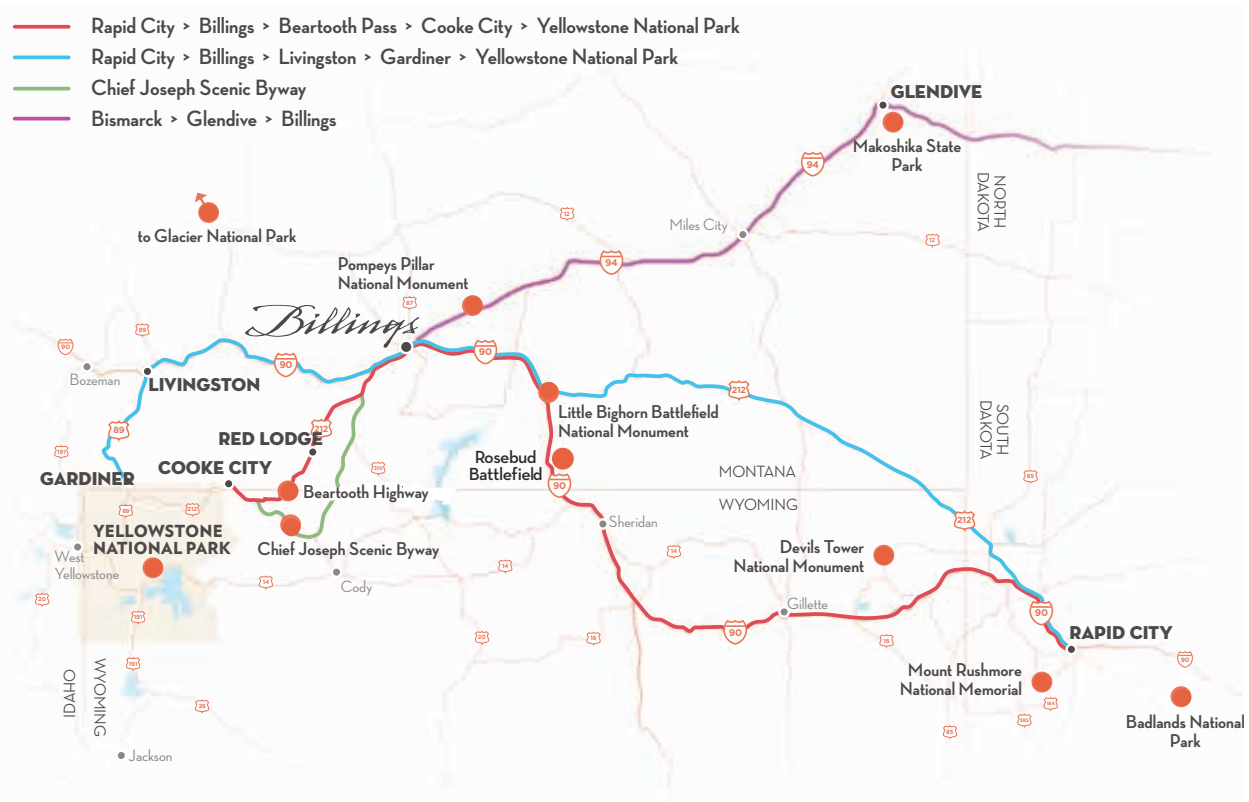 Rapid City > Billings > Beartooth Pass > Cooke City > Yellowstone National Park
Rapid City > Billings > Livingston > Gardiner > Yellowstone National Park
Chief Joseph Scenic Byway
Bismarck > Glendive > Billings
GLENDIVE
Makoshika State
Park
94
NORTH
DAKOTA
12
Miles City
12
to Glacier National Park
94
Pompeys Pillar
National Monument
87
Billings
89
90
90
90
Bozeman
LIVINGSTON
212
Little Bighorn Battlefield
National Monument
SOUTH
DAKOTA
89
212
RED LODGE
191
COOKE CITY
310
Rosebud
Battlefield
MONTANA
85
GARDINER
90
Beartooth Highway
WYOMING
89
212
212
YELLOWSTONE
NATIONAL PARK
Sheridan
Chief Joseph Scenic Byway
West
Yellowstone
14
Devils Tower
National Monument
14
14
Cody
20
191
Gillette
90
90
20
16
16
RAPID CITY
90
191
Mount Rushmore
National Memorial
IDAHO
WYOMING
26
16A
385
85
Badlands National
Park
Jackson